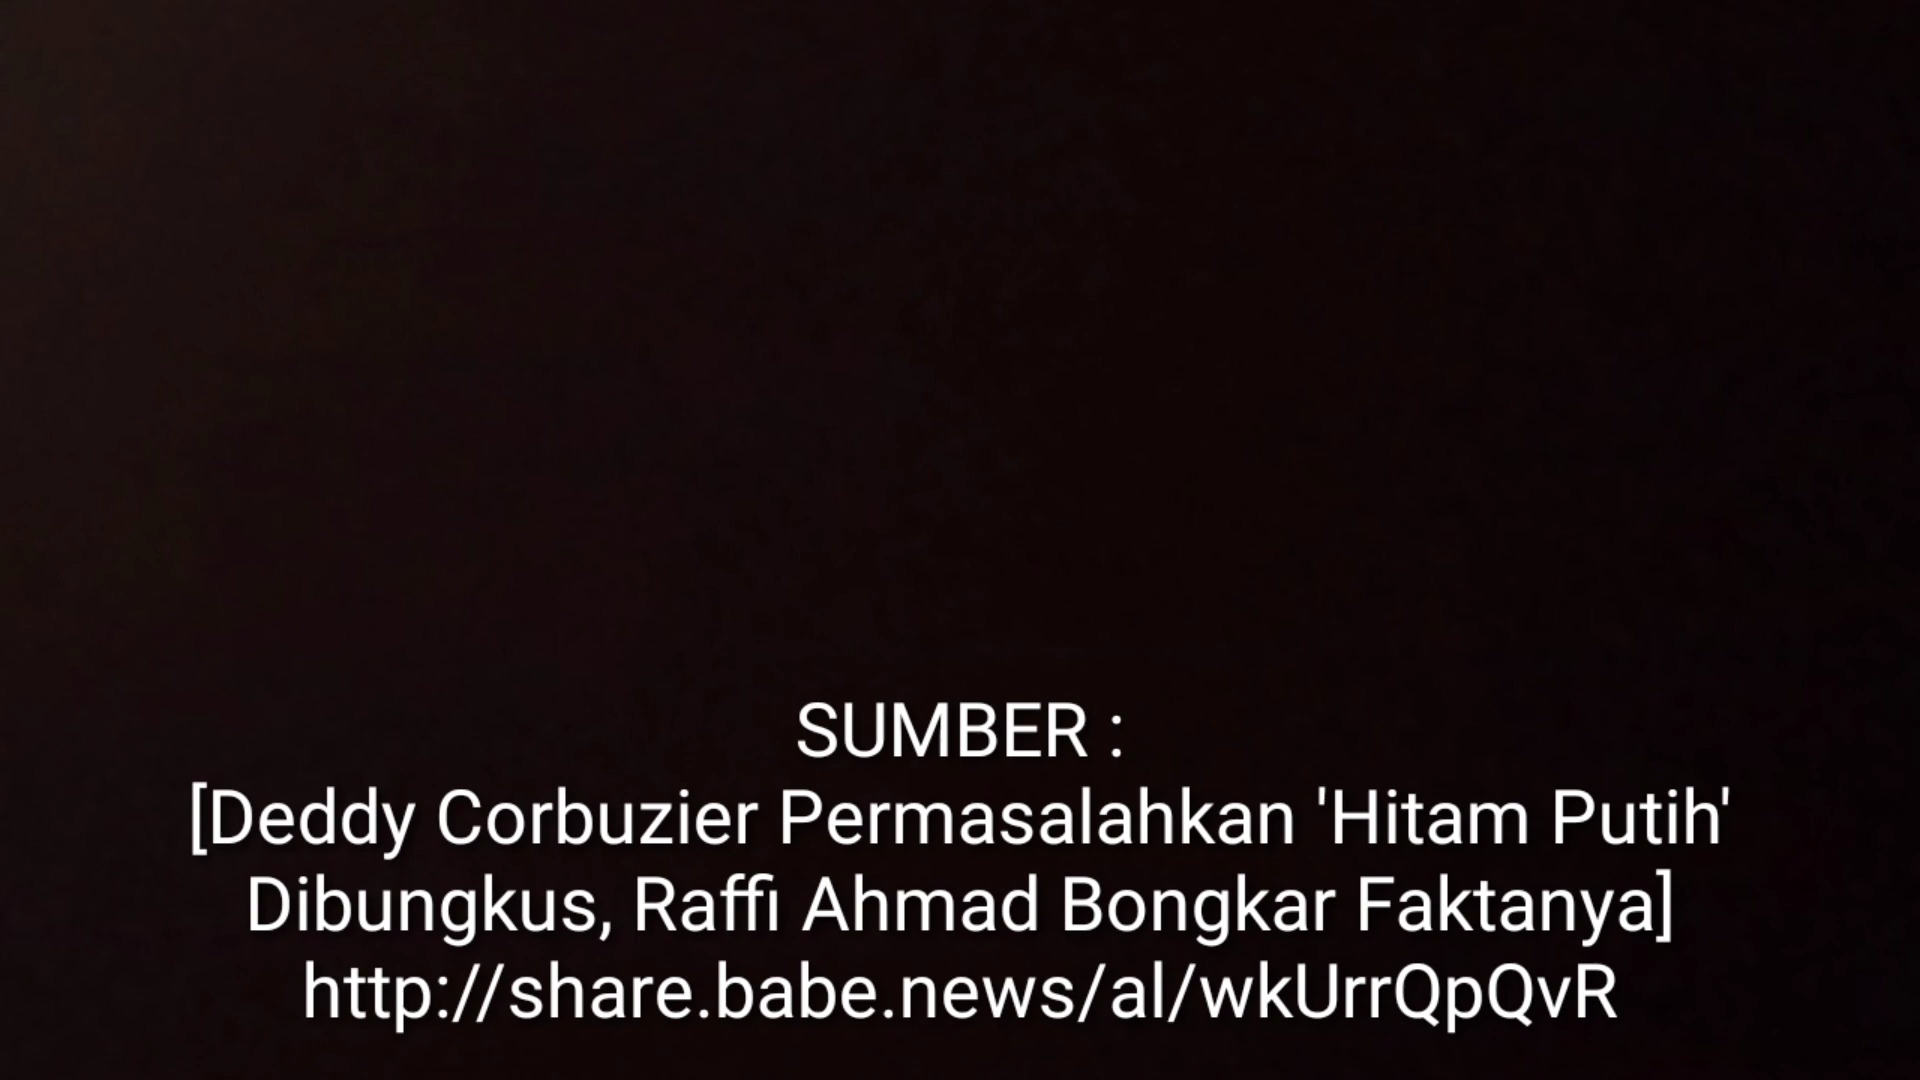 SUMBER :
[Deddy Corbuzier Permasalahkan 'Hitam Putih'
Dibungkus, Raffi Ahmad Bongkar Faktanya]
http://share.babe.news/al/wkUrrQpQvR